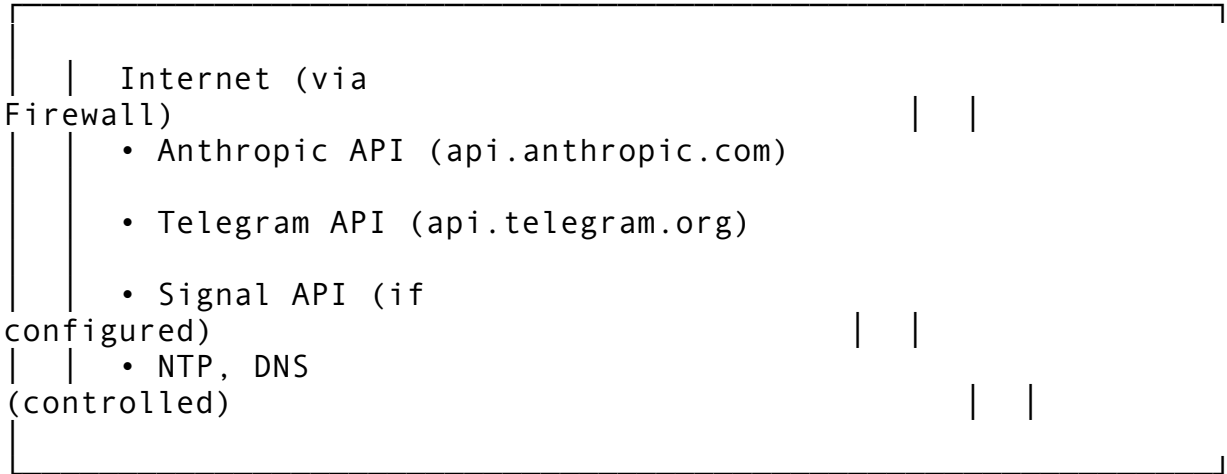 Internet (via
Firewall)
• Anthropic API (api.anthropic.com)
• Telegram API (api.telegram.org)
• Signal API (if
configured)
• NTP, DNS
(controlled)